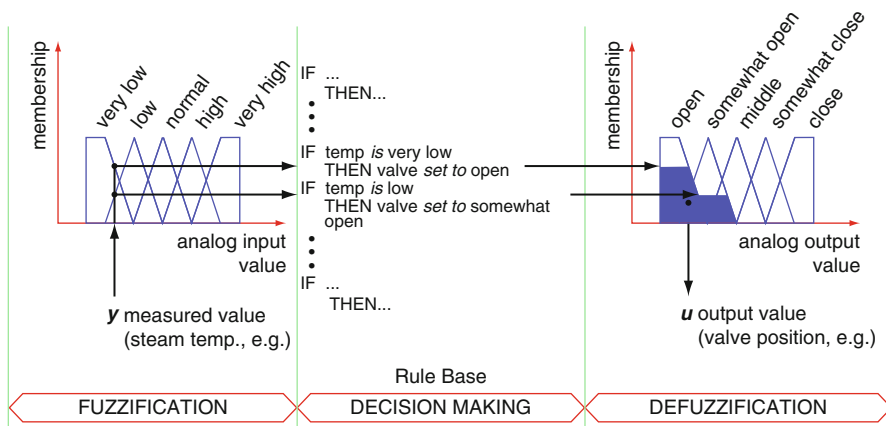 membership
very low
low
normal
high
very high
analog input
value
y measured value
(steam temp., e.g.)
FUZZIFICATION
IF ...
THEN...
IF temp is very low
THEN valve set to open
IF temp is low
THEN valve set to somewhat
open
IF ...
THEN...
Rule Base
DECISION MAKING
membership
open
somewhat open
middle
somewhat close
close
analog output
value
u output value
(valve position, e.g.)
DEFUZZIFICATION